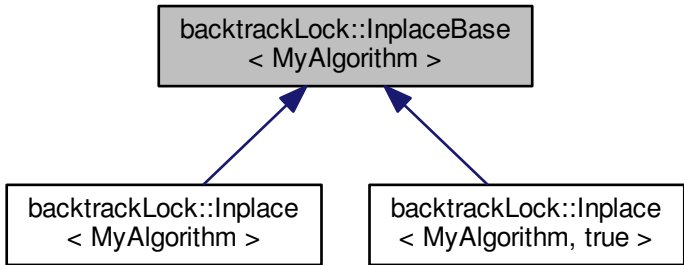 backtrackLock::InplaceBase
< MyAlgorithm >
backtrackLock::Inplace
< MyAlgorithm >
backtrackLock::Inplace
< MyAlgorithm, true >